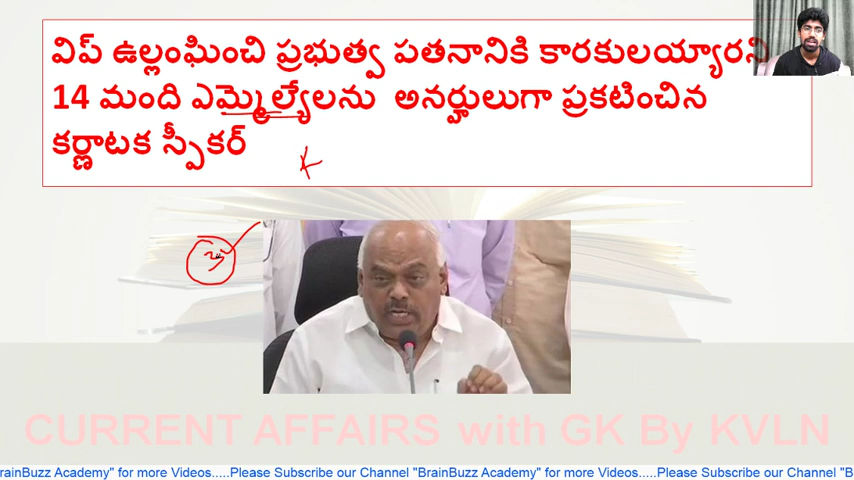 విప్ ఉల్లంఘించి ప్రభుత్వ పతనానికి కారకులయ్యారని
14 మంది ఎమ్మెల్యేలను అనర్హులుగా ప్రకటించిన
కర్ణాటక స్పీకర్
K
CURRENT AFFAIRS with GK By KVLN
rainBuzz Academy" for more Videos.....Please Subscribe our Channel "BrainBuzz Academy" for more Videos.....Please Subscribe our Channel "B